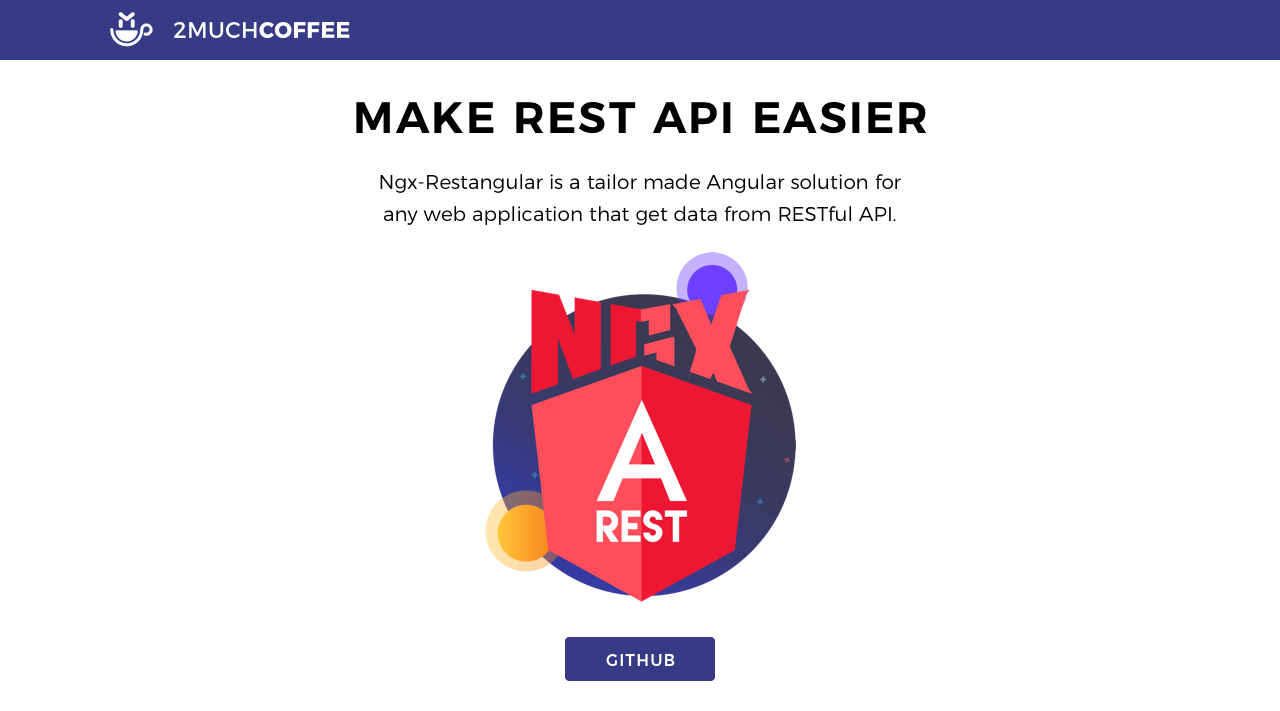 2MUCHCOFFEE
MAKE REST API EASIER
Ngx-Restangular is a tailor made Angular solution for
any web application that get data from RESTful API.
NGX
A
REST
GITHUB